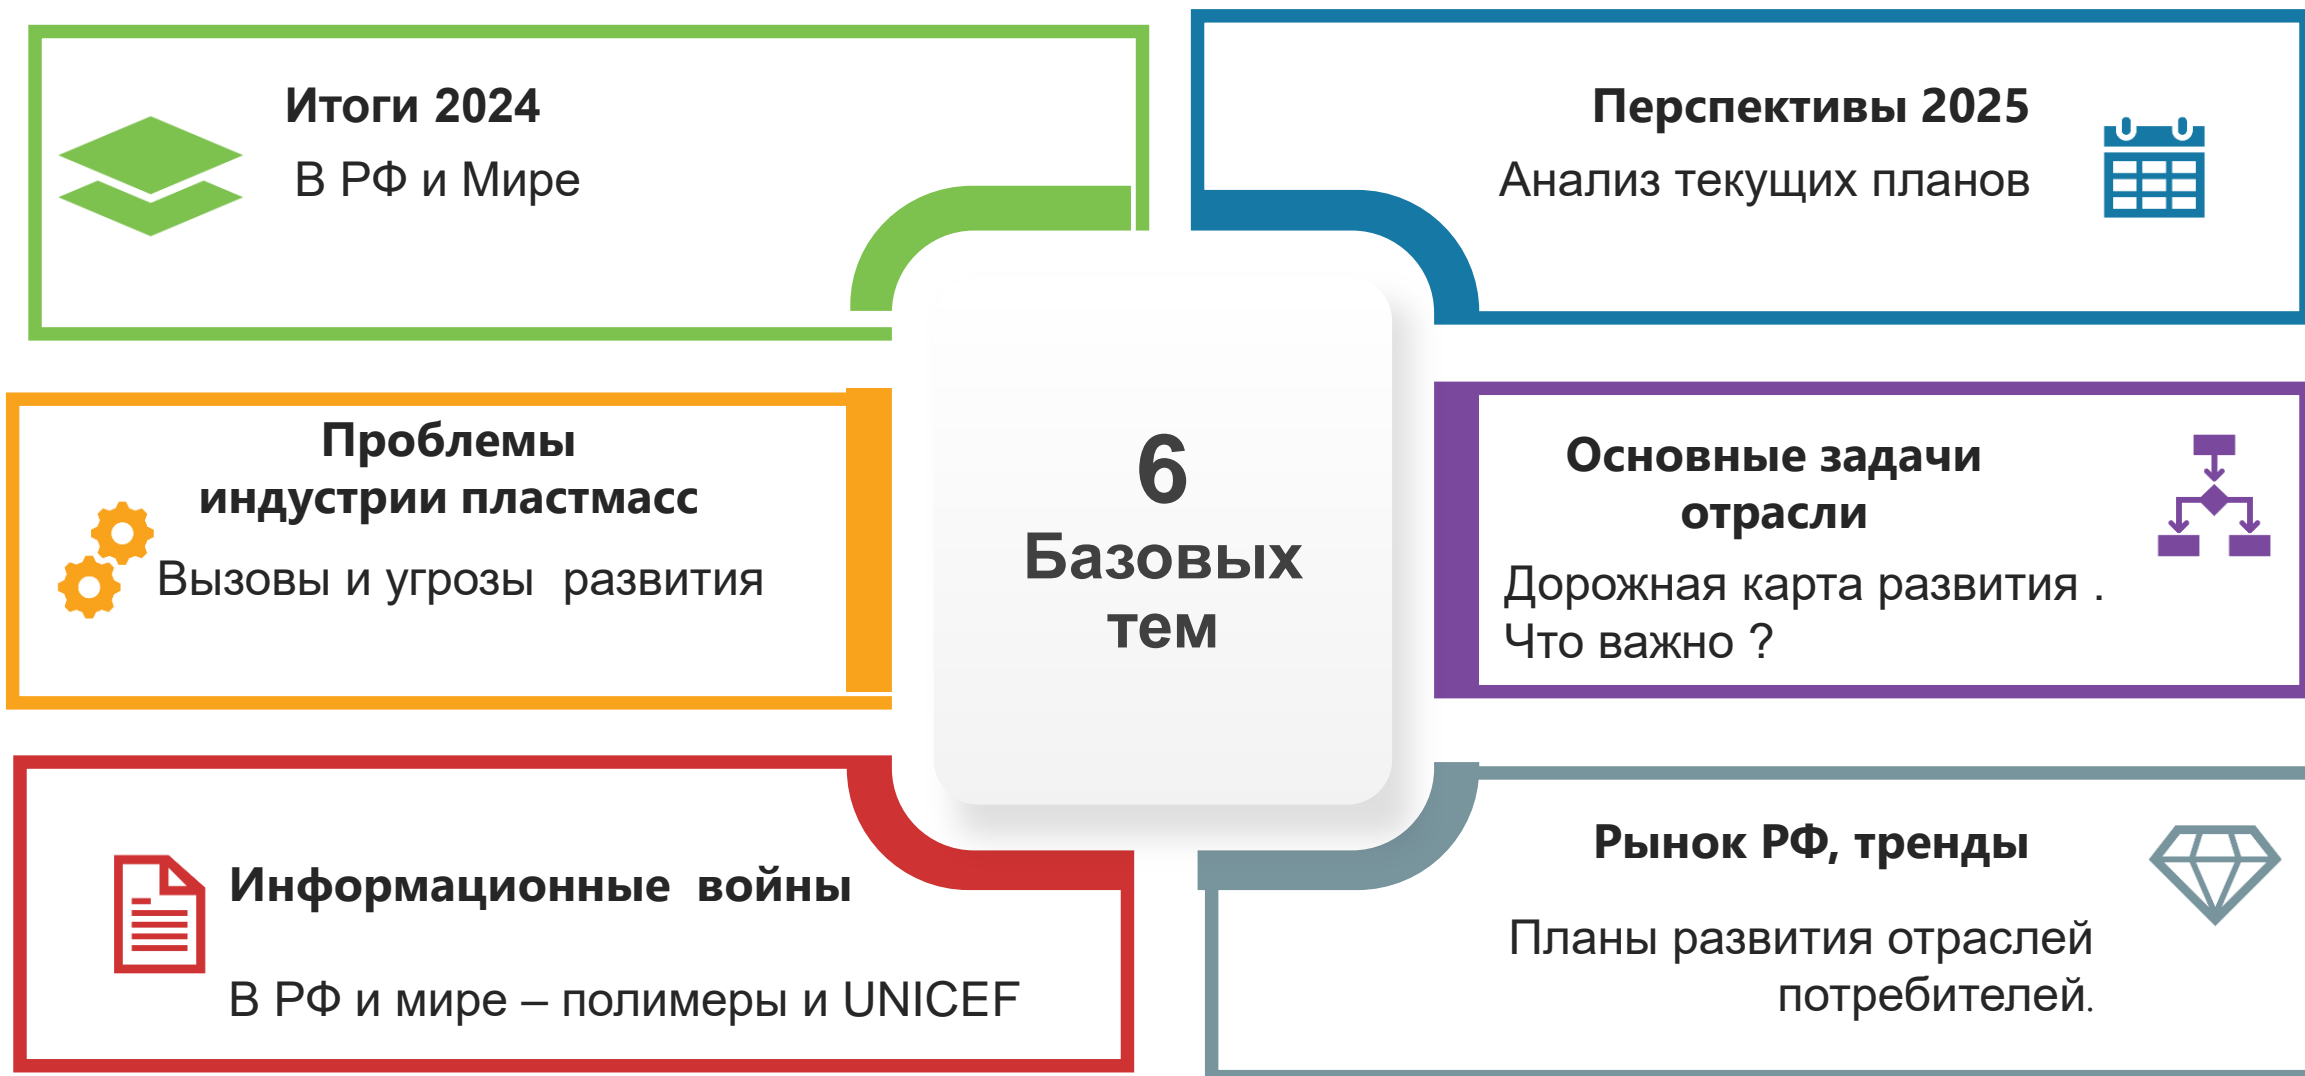 Итоги 2024
В РФ и Мире
Перспективы 2025
Анализ текущих планов
Проблемы
индустрии пластмасс
Вызовы и угрозы развития
6
Базовых
тем
Основные задачи
отрасли
Дорожная карта развития .
Что важно ?
Информационные войны
В РФ и мире – полимеры и UNICEF
Рынок РФ, тренды
Планы развития отраслей
потребителей.